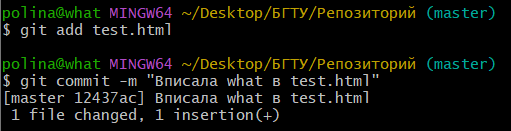 polina@what MINGW64 ~/Desktop/БГТУ/Репозиторий (master)
$ git add test.html
polina@what MINGW64 ~/Desktop/БГТУ/Репозиторий (master)
$ git commit -m "Вписала what в test.html"
[master 12437ac] Вписала what в test.html
 1 file changed, 1 insertion(+)